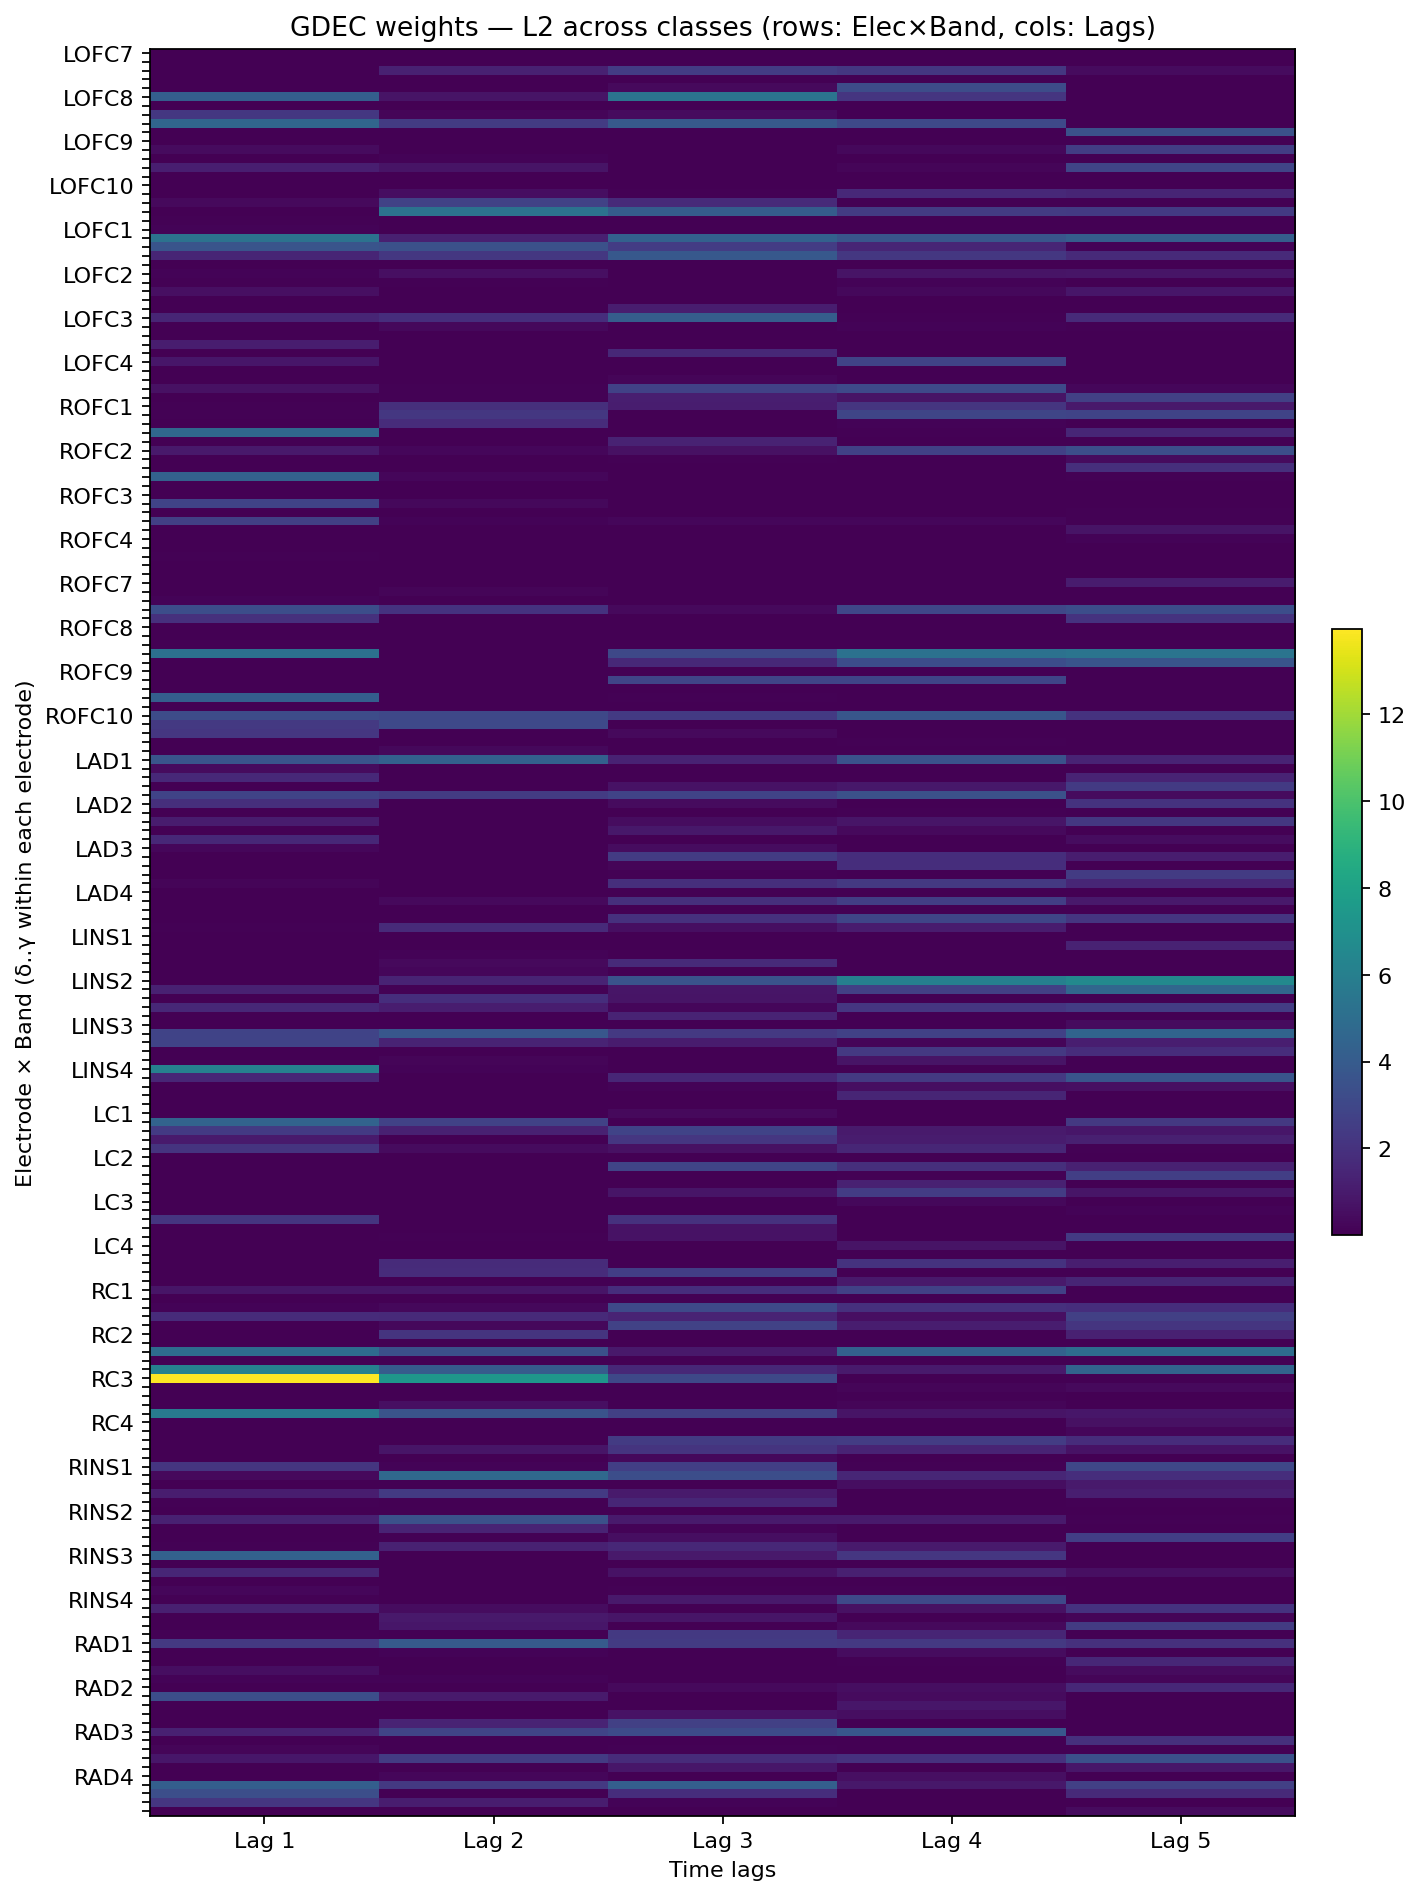 GDEC weights — L2 across classes (rows: Elec×Band, cols: Lags)
LOFC7
LOFC8
LOFC9
LOFC10
LOFC1
LOFC2
LOFC3
LOFC4
ROFC1
ROFC2
ROFC3
ROFC4
ROFC7
ROFC8
ROFC9
ROFC10
LAD1
LAD2
LAD3
LAD4
LINS1
LINS2
LINS3
LINS4
LC1
LC2
LC3
LC4
RC1
RC2
RC3
RC4
RINS1
RINS2
RINS3
RINS4
RAD1
RAD2
RAD3
RAD4
Electrode × Band (δ..γ within each electrode)
Lag 1 Lag 2 Lag 3 Lag 4 Lag 5
Time lags
12
10
8
6
4
2